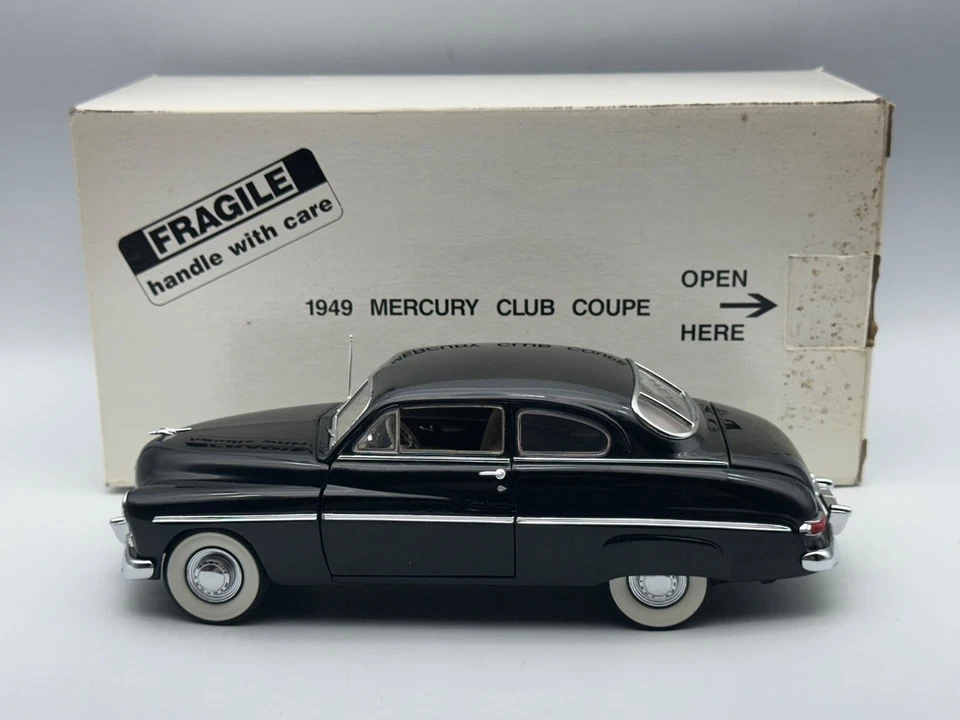 FRAGILE
handle with care
1949 MERCURY CLUB COUPE
OPEN
HERE